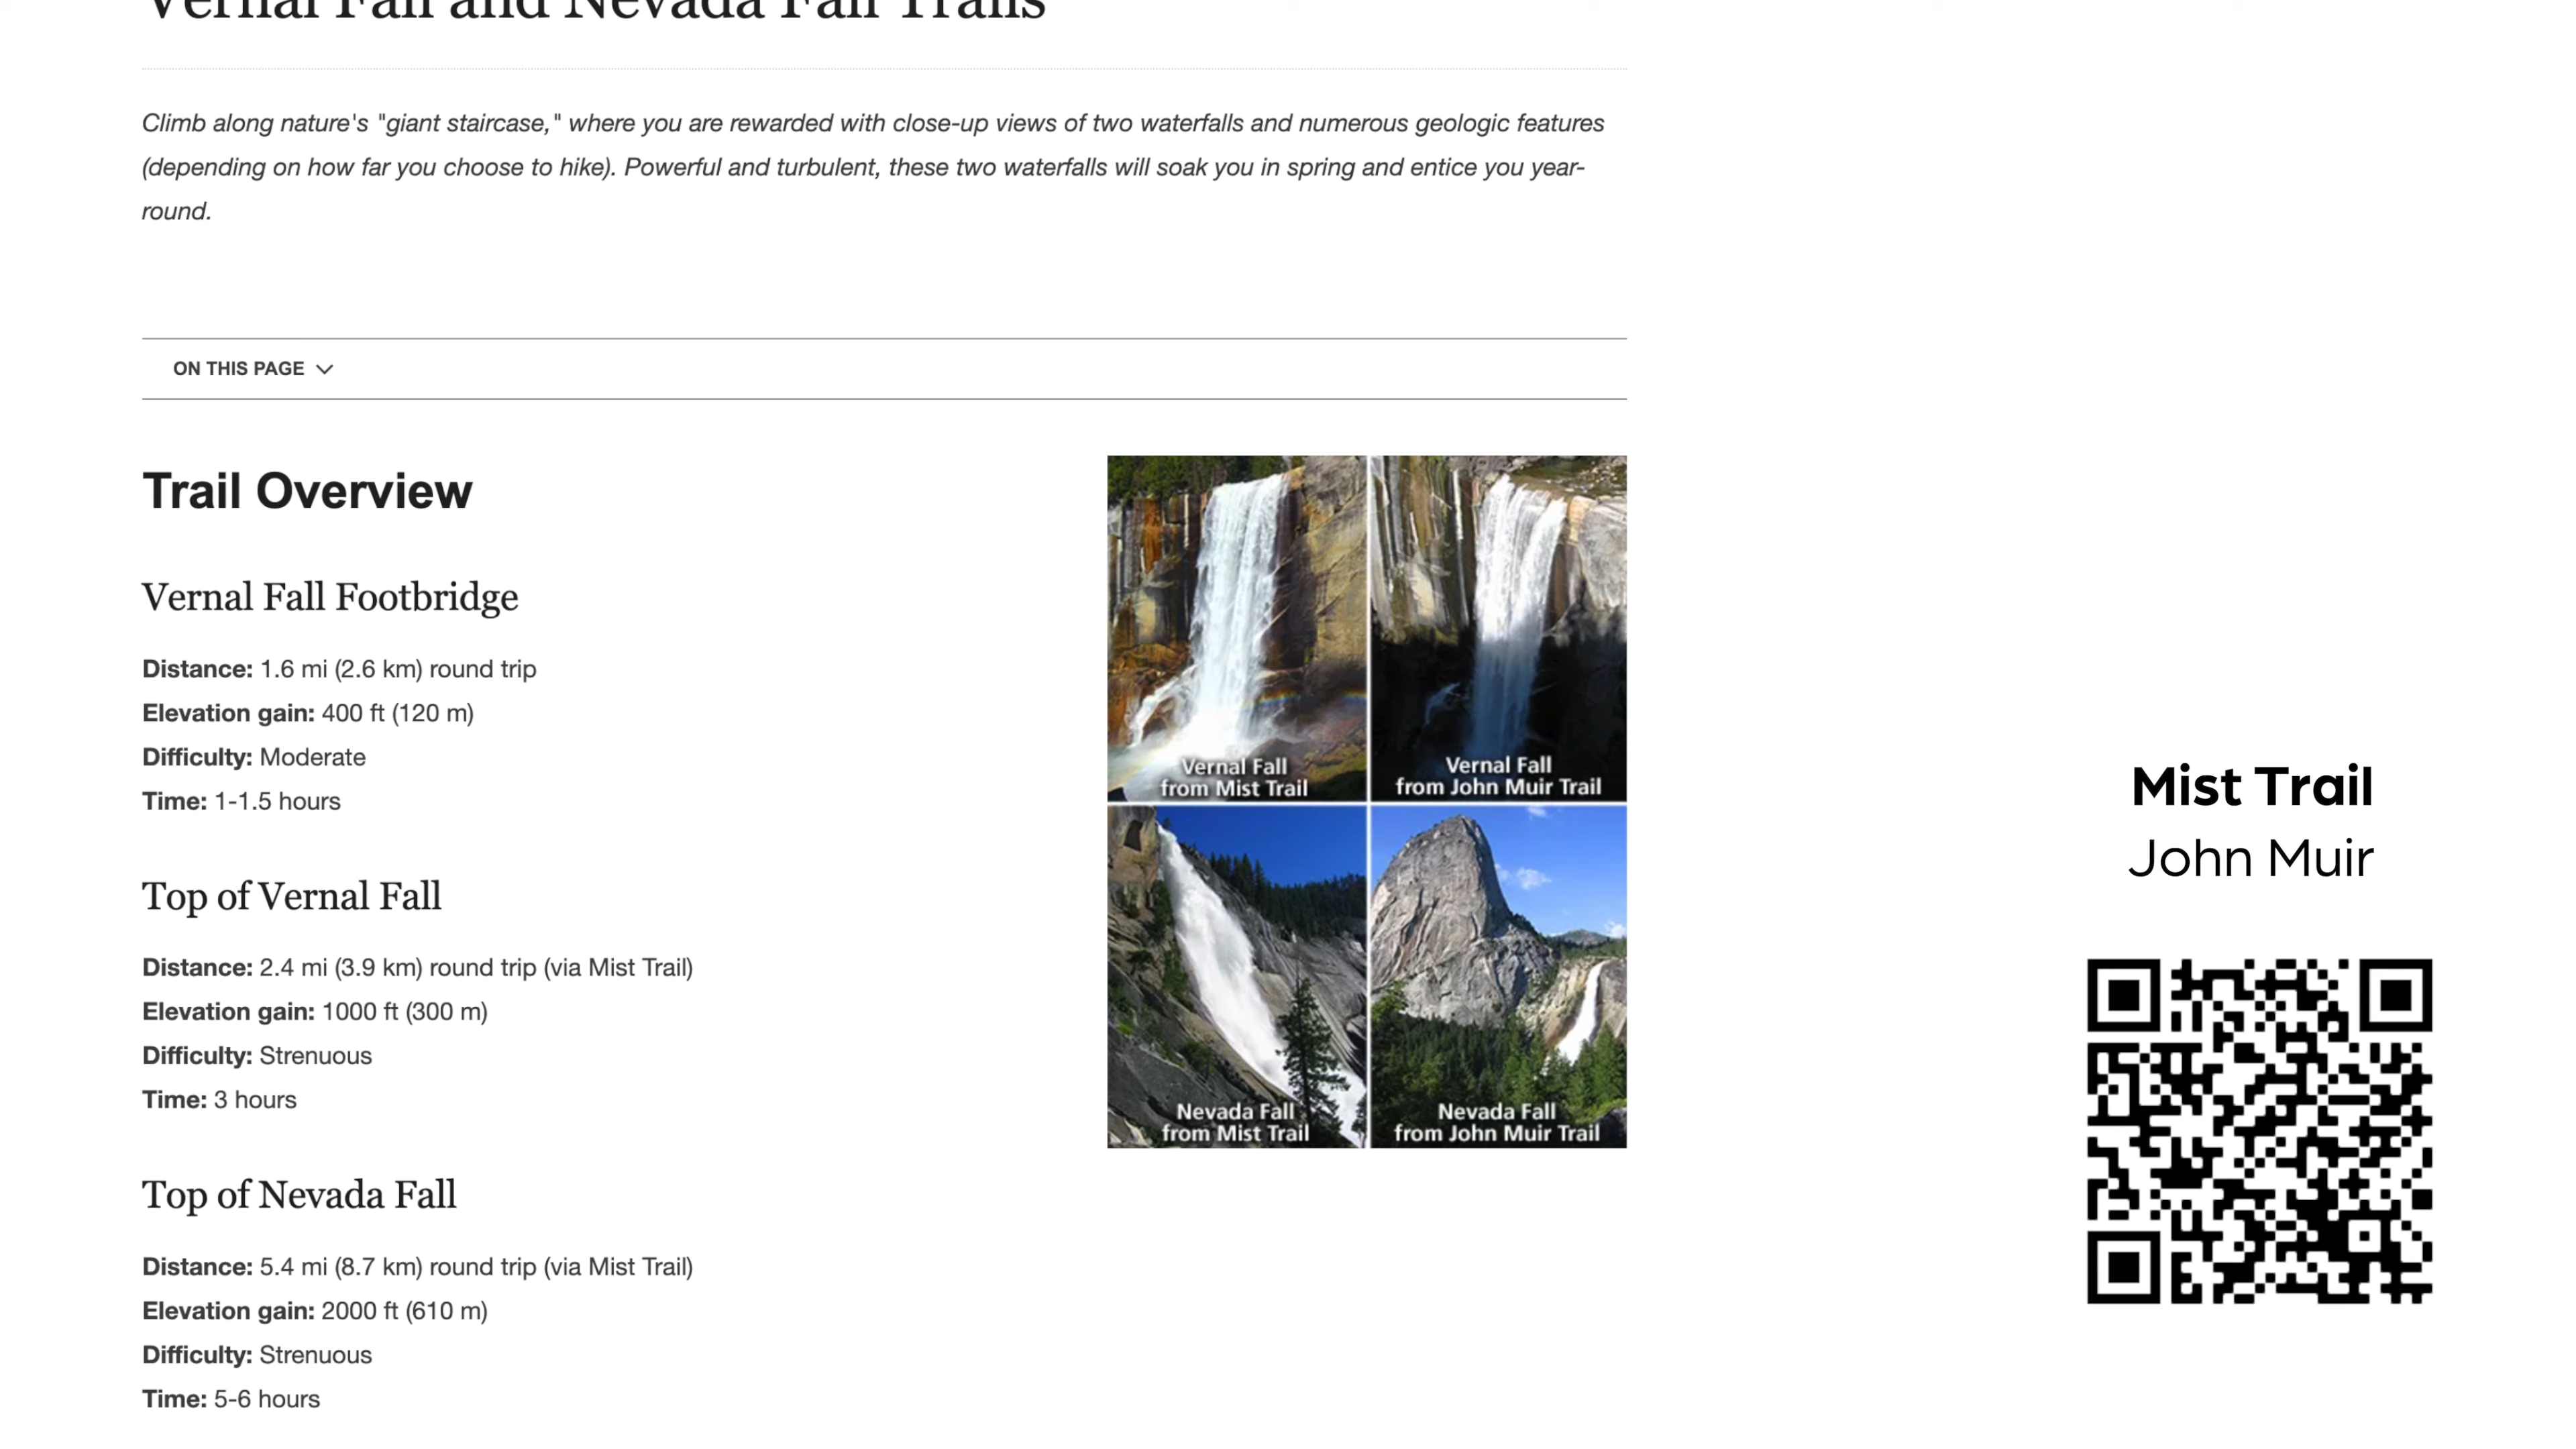 Vernal Fall and Nevada Fall Trails
Climb along nature's "giant staircase," where you are rewarded with close-up views of two waterfalls and numerous geologic features
(depending on how far you choose to hike). Powerful and turbulent, these two waterfalls will soak you in spring and entice you year-
round.
ON THIS PAGE
Trail Overview
Vernal Fall Footbridge
Distance: 1.6 mi (2.6 km) round trip
Elevation gain: 400 ft (120 m)
Difficulty: Moderate
Time: 1-1.5 hours
Top of Vernal Fall
Distance: 2.4 mi (3.9 km) round trip (via Mist Trail)
Elevation gain: 1000 ft (300 m)
Difficulty: Strenuous
Time: 3 hours
Top of Nevada Fall
Distance: 5.4 mi (8.7 km) round trip (via Mist Trail)
Elevation gain: 2000 ft (610 m)
Difficulty: Strenuous
Time: 5-6 hours
Vernal Fall
from Mist Trail
Vernal Fall
from John Muir Trail
Nevada Fall
from Mist Trail
Nevada Fall
from John Muir Trail
Mist Trail
John Muir